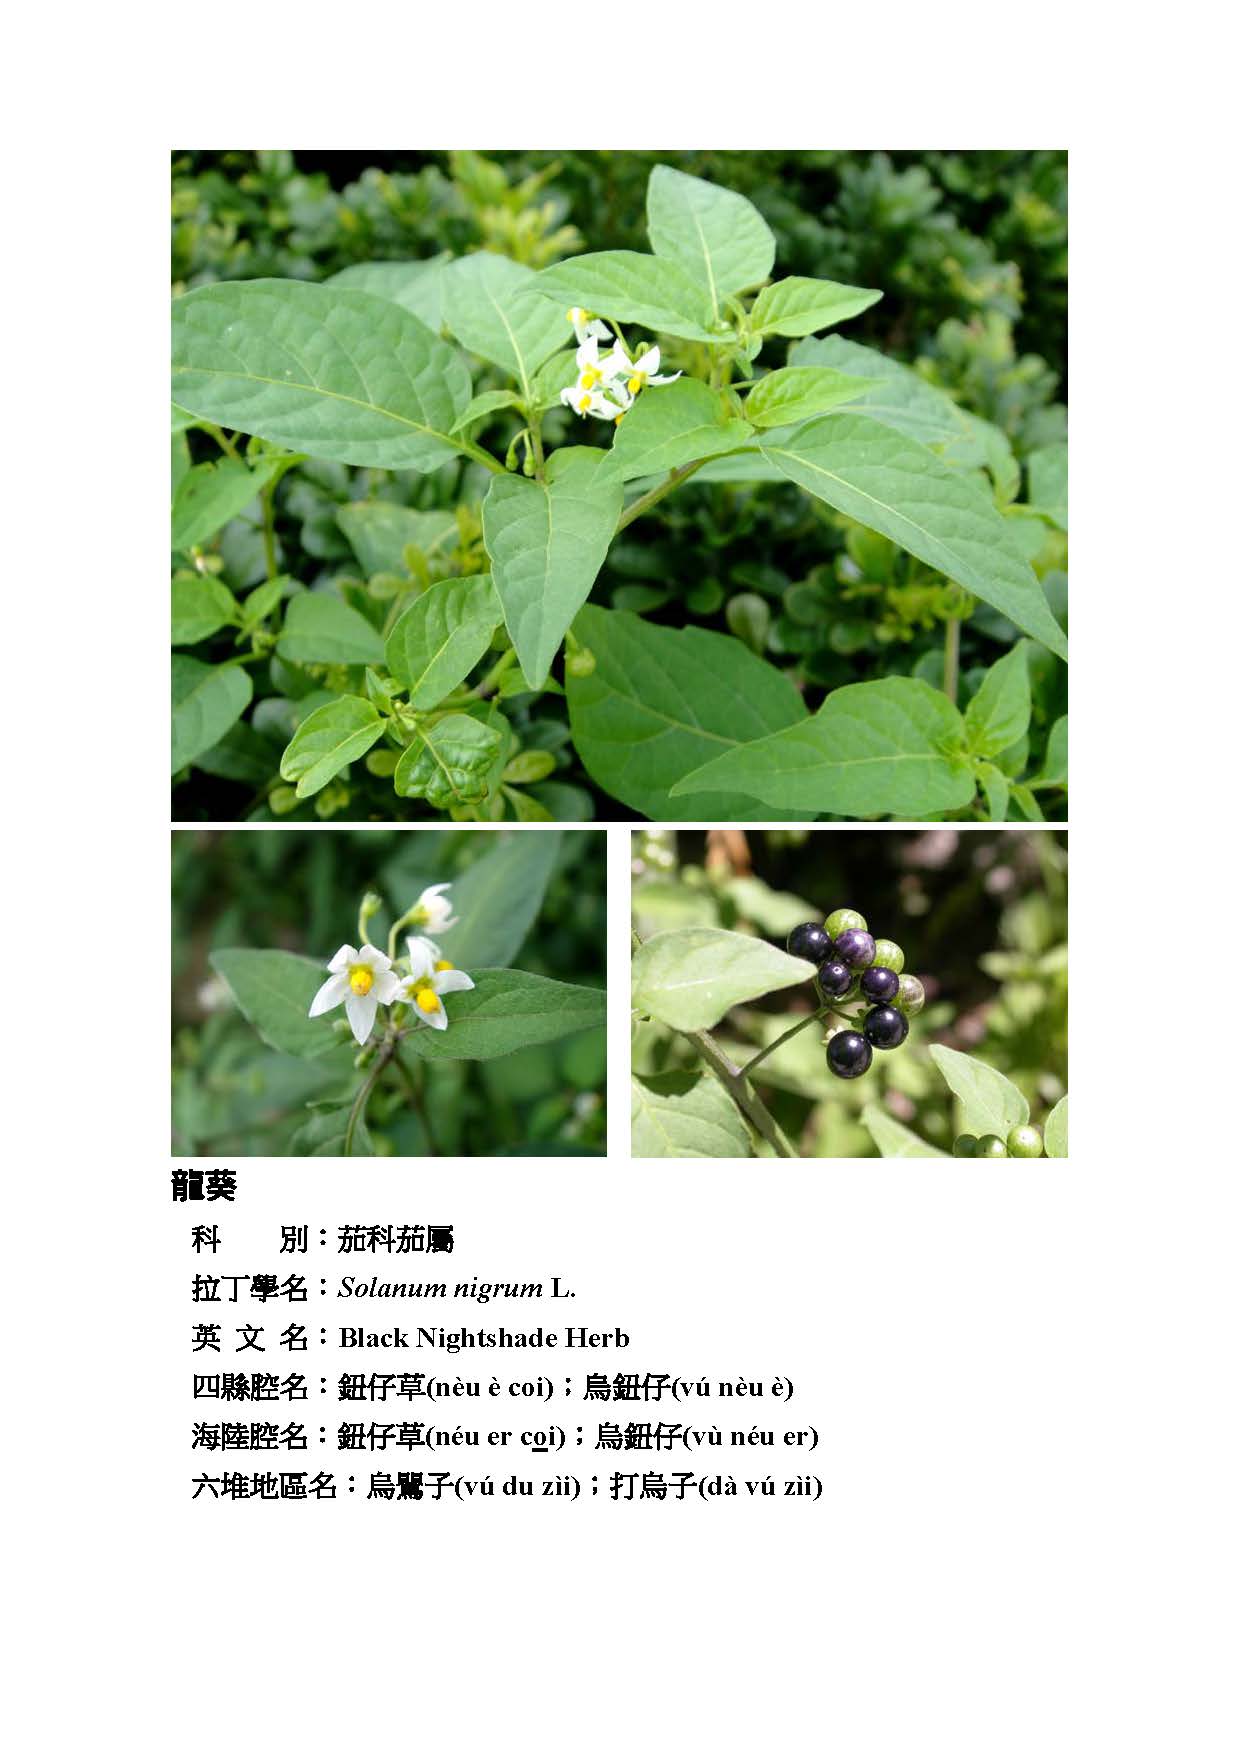 龍葵
科　　別：茄科茄屬
拉丁學名：Solanum nigrum L.
英 文 名：Black Nightshade Herb
四縣腔名：鈕仔草(nèu è coi)；烏鈕仔(vú nèu è)
海陸腔名：鈕仔草(néu er coi)；烏鈕仔(vù néu er)
六堆地區名：烏鷵子(vú du zìi)；打烏子(dà vú zìi)